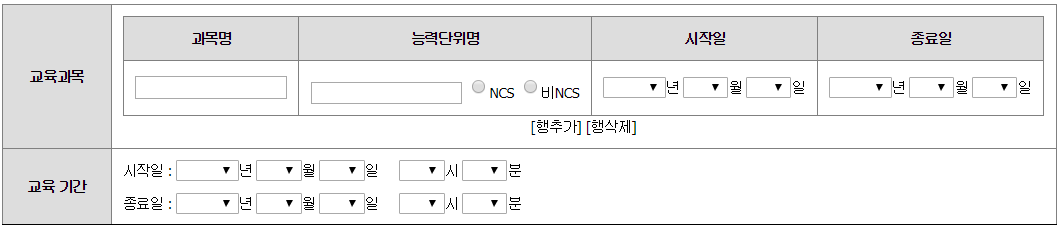 교육과목
과목명 능력단위명 시작일 종료일
NCS 비NCS 년 월 일 년 월 일
[행추가] [행삭제]
교육 기간
시작일 : 년 월 일 시 분
종료일 : 년 월 일 시 분